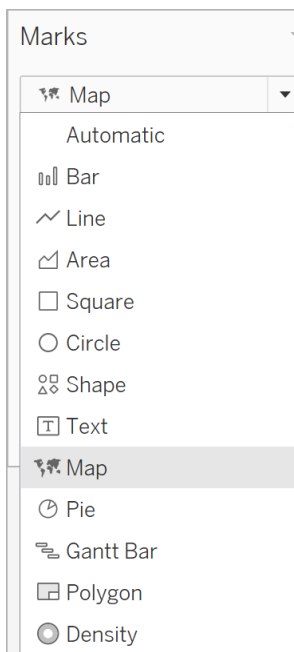 Marks
Map
Automatic
Bar
Line
Area
Square
Circle
Shape
Text
Map
Pie
Gantt Bar
Polygon
Density